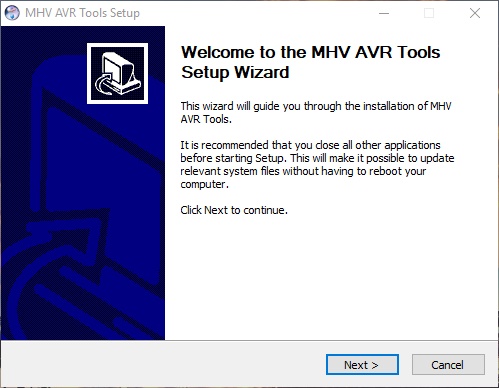 MHV AVR Tools Setup
Welcome to the MHV AVR Tools
Setup Wizard
This wizard will guide you through the installation of MHV
AVR Tools.
It is recommended that you close all other applications
before starting Setup. This will make it possible to update
relevant system files without having to reboot your
computer.
Click Next to continue.
Next >
Cancel